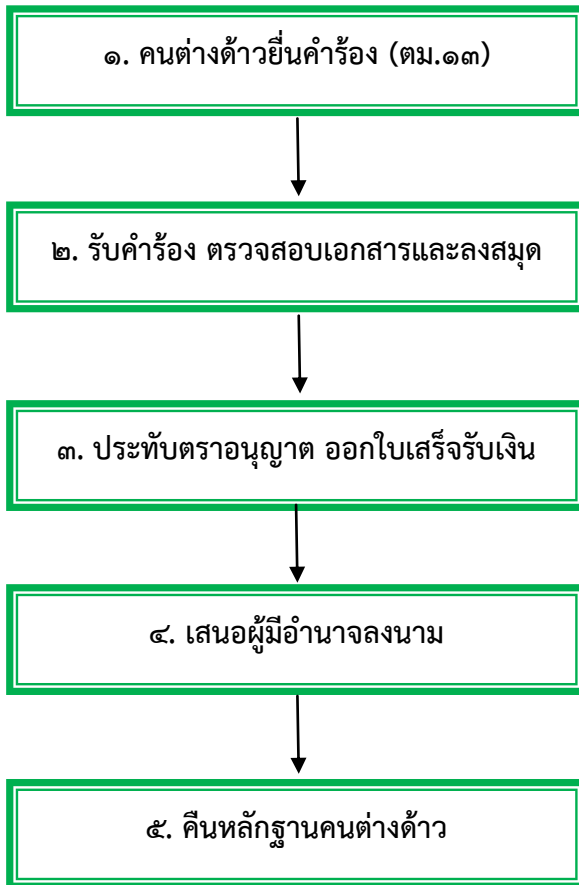 ๑. คนต่างด้าวยื่นคำร้อง (ตม.๑๓)
๒. รับคำร้อง ตรวจสอบเอกสารและลงสมุด
๓. ประทับตราอนุญาต ออกใบเสร็จรับเงิน
๔. เสนอผู้มีอำนาจลงนาม
๕. คืนหลักฐานคนต่างด้าว